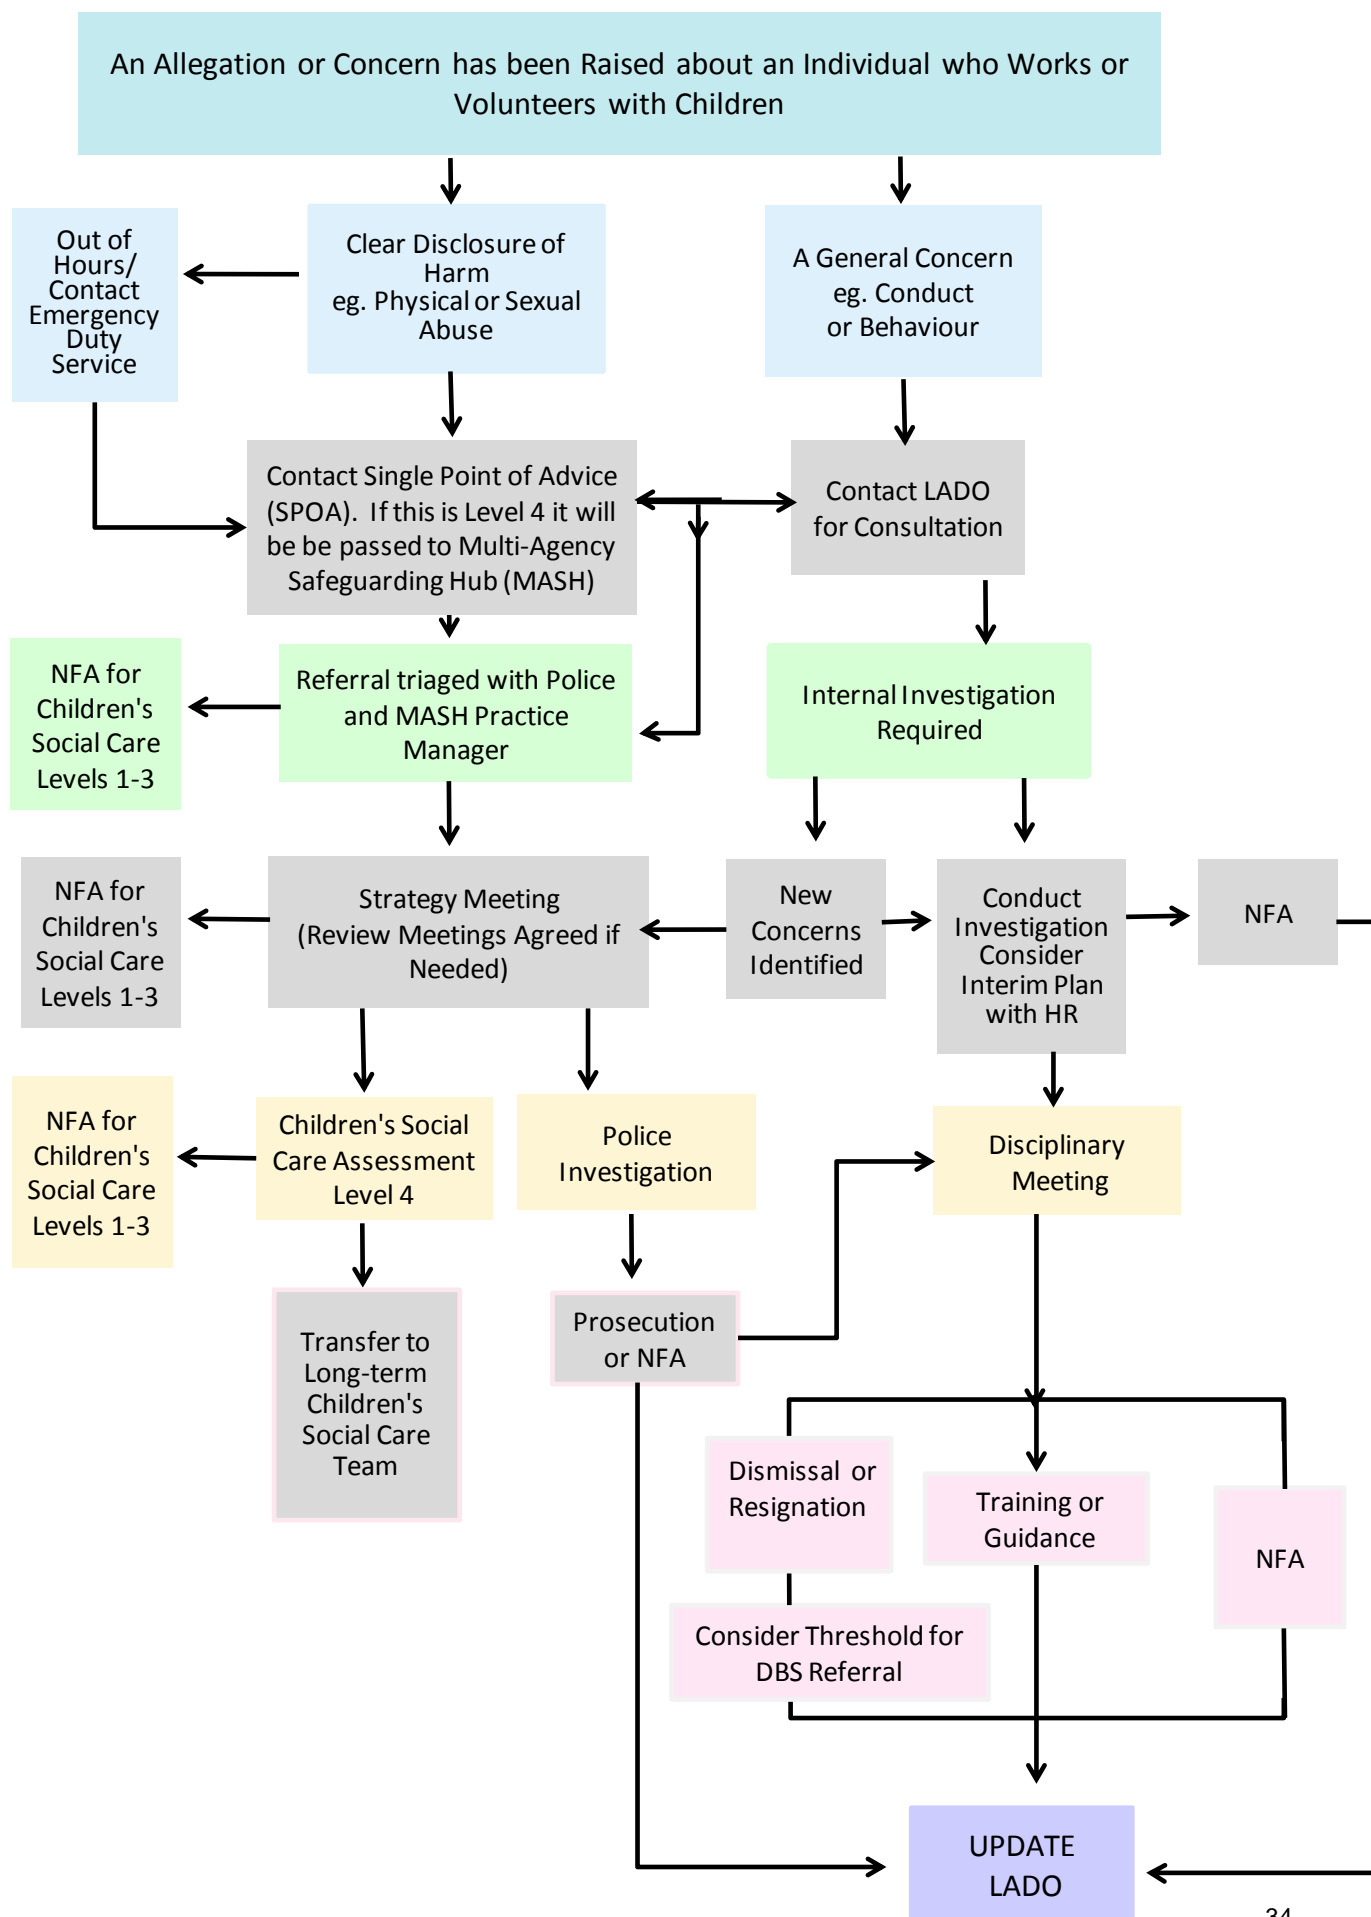 An Allegation or Concern has been Raised about an Individual who Works or
Volunteers with Children
Out of
Hours/
Contact
Emergency
Duty
Service
Clear Disclosure of
Harm
eg. Physical or Sexual
Abuse
A General Concern
eg. Conduct
or Behaviour
Contact Single Point of Advice
(SPOA). If this is Level 4 it will
be be passed to Multi-Agency
Safeguarding Hub (MASH)
Contact LADO
for Consultation
NFA for
Children's
Social Care
Levels 1-3
Referral triaged with Police
and MASH Practice
Manager
Internal Investigation
Required
NFA for
Children's
Social Care
Levels 1-3
Strategy Meeting
(Review Meetings Agreed if
Needed)
New
Concerns
Identified
Conduct
Investigation
Consider
Interim Plan
with HR
NFA
NFA for
Children's
Social Care
Levels 1-3
Children's Social
Care Assessment
Level 4
Police
Investigation
Disciplinary
Meeting
Transfer to
Long-term
Children's
Social Care
Team
Prosecution
or NFA
Dismissal or
Resignation
Training or
Guidance
NFA
Consider Threshold for
DBS Referral
UPDATE
LADO
34